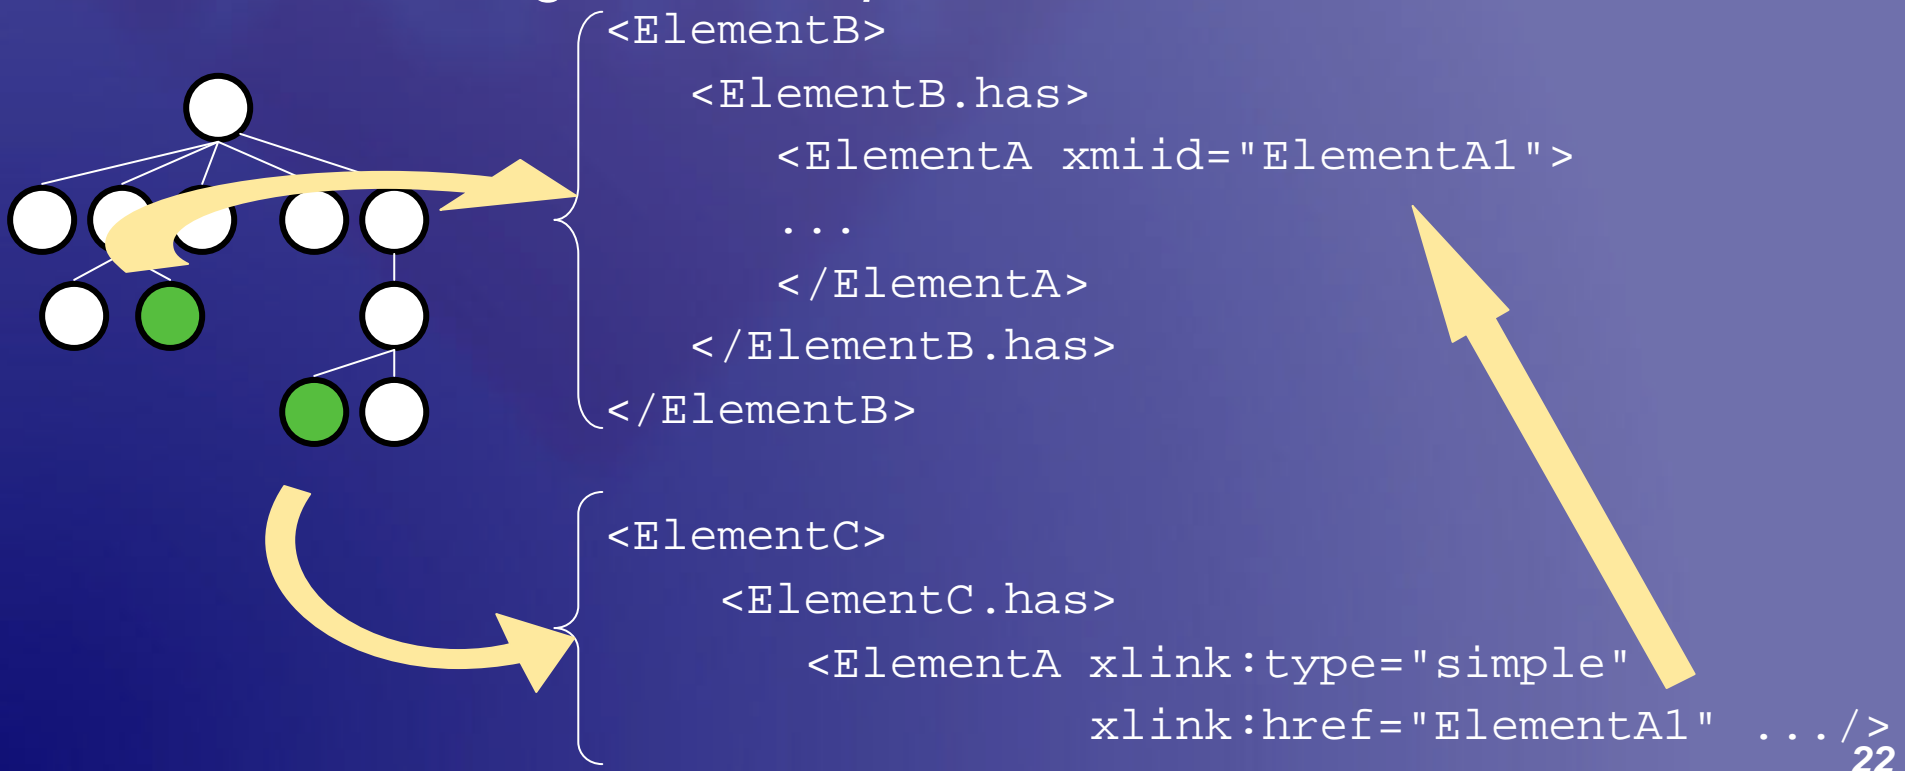 <ElementB>
<ElementB.has>
<ElementA xmiid="ElementA1">
...
</ElementA>
</ElementB.has>
</ElementB>
<ElementC>
<ElementC.has>
<ElementA xlink:type="simple"
xlink:href="ElementA1" .../>
22